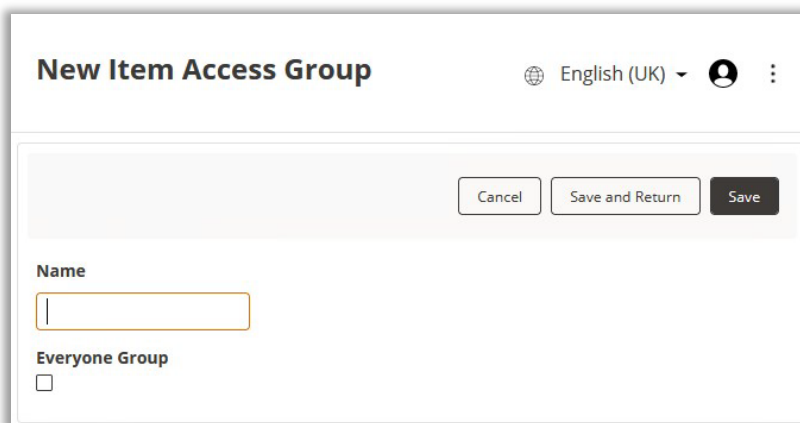 New Item Access Group
English (UK)
Cancel
Save and Return
Save
Name
Everyone Group